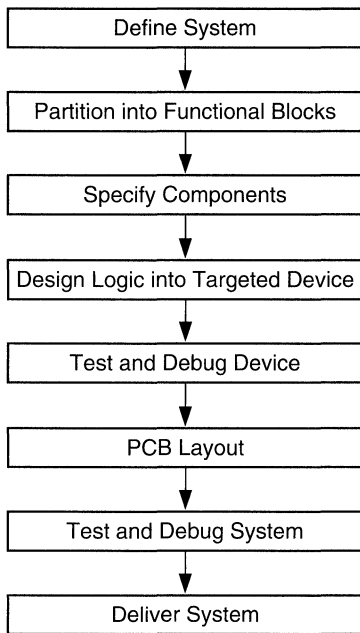 Define System
Partition into Functional Blocks
Specify Components
Design Logic into Targeted Device
Test and Debug Device
PCB Layout
Test and Debug System
Deliver System